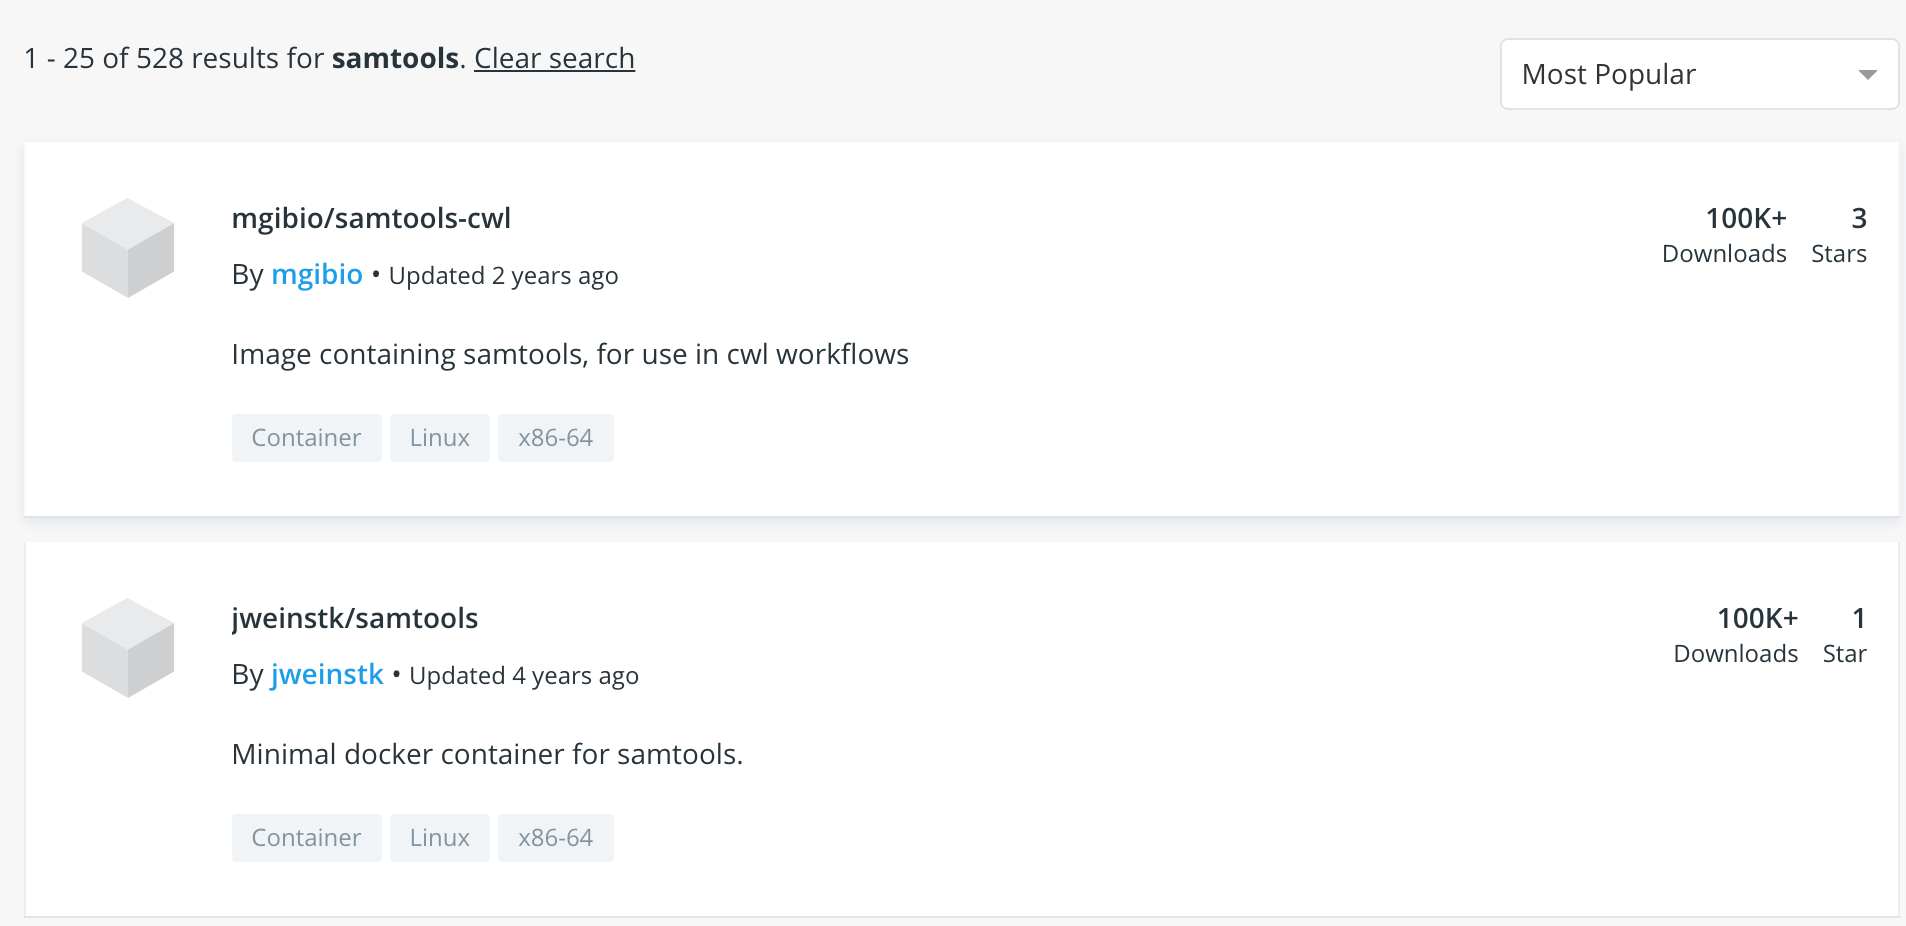 1 - 25 of 528 results for samtools. Clear search
Most Popular
mgibio/samtools-cwl
100K+ 3
Downloads Stars
By mgibio • Updated 2 years ago
Image containing samtools, for use in cwl workflows
Container Linux x86-64
jweinstk/samtools
100K+ 1
Downloads Star
By jweinstk • Updated 4 years ago
Minimal docker container for samtools.
Container Linux x86-64